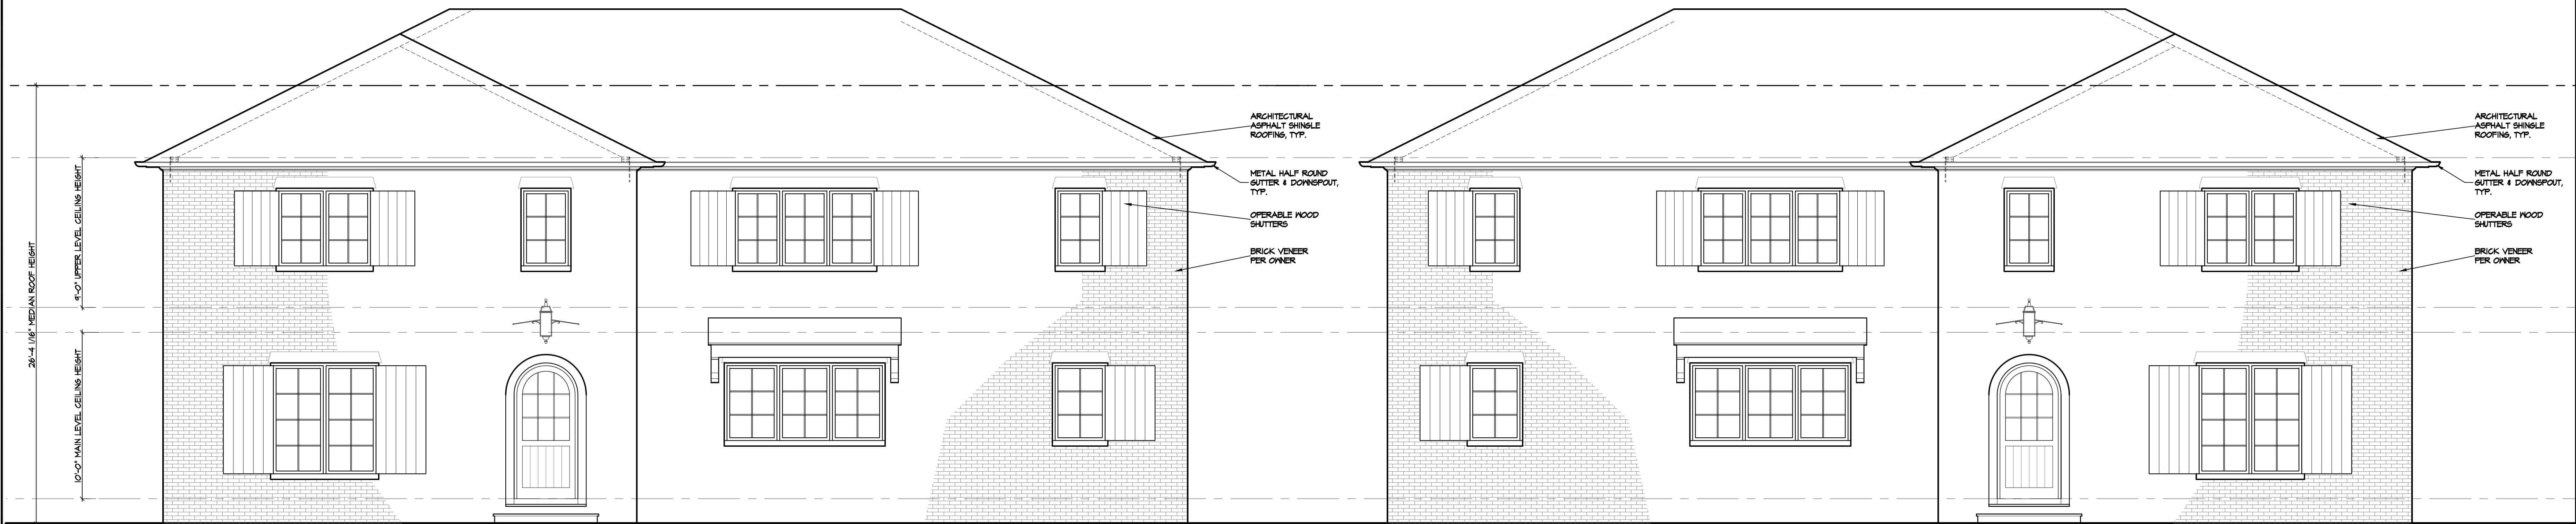 26'-4 1/16" MEDIAN ROOF HEIGHT
9'-0" UPPER LEVEL CEILING HEIGHT
10'-0" MAIN LEVEL CEILING HEIGHT
ARCHITECTURAL
ASPHALT SHINGLE
ROOFING, TYP.
METAL HALF ROUND
GUTTER & DOWNSPOUT,
TYP.
OPERABLE WOOD
SHUTTERS
BRICK VENEER
PER OWNER
ARCHITECTURAL
ASPHALT SHINGLE
ROOFING, TYP.
METAL HALF ROUND
GUTTER & DOWNSPOUT,
TYP.
OPERABLE WOOD
SHUTTERS
BRICK VENEER
PER OWNER